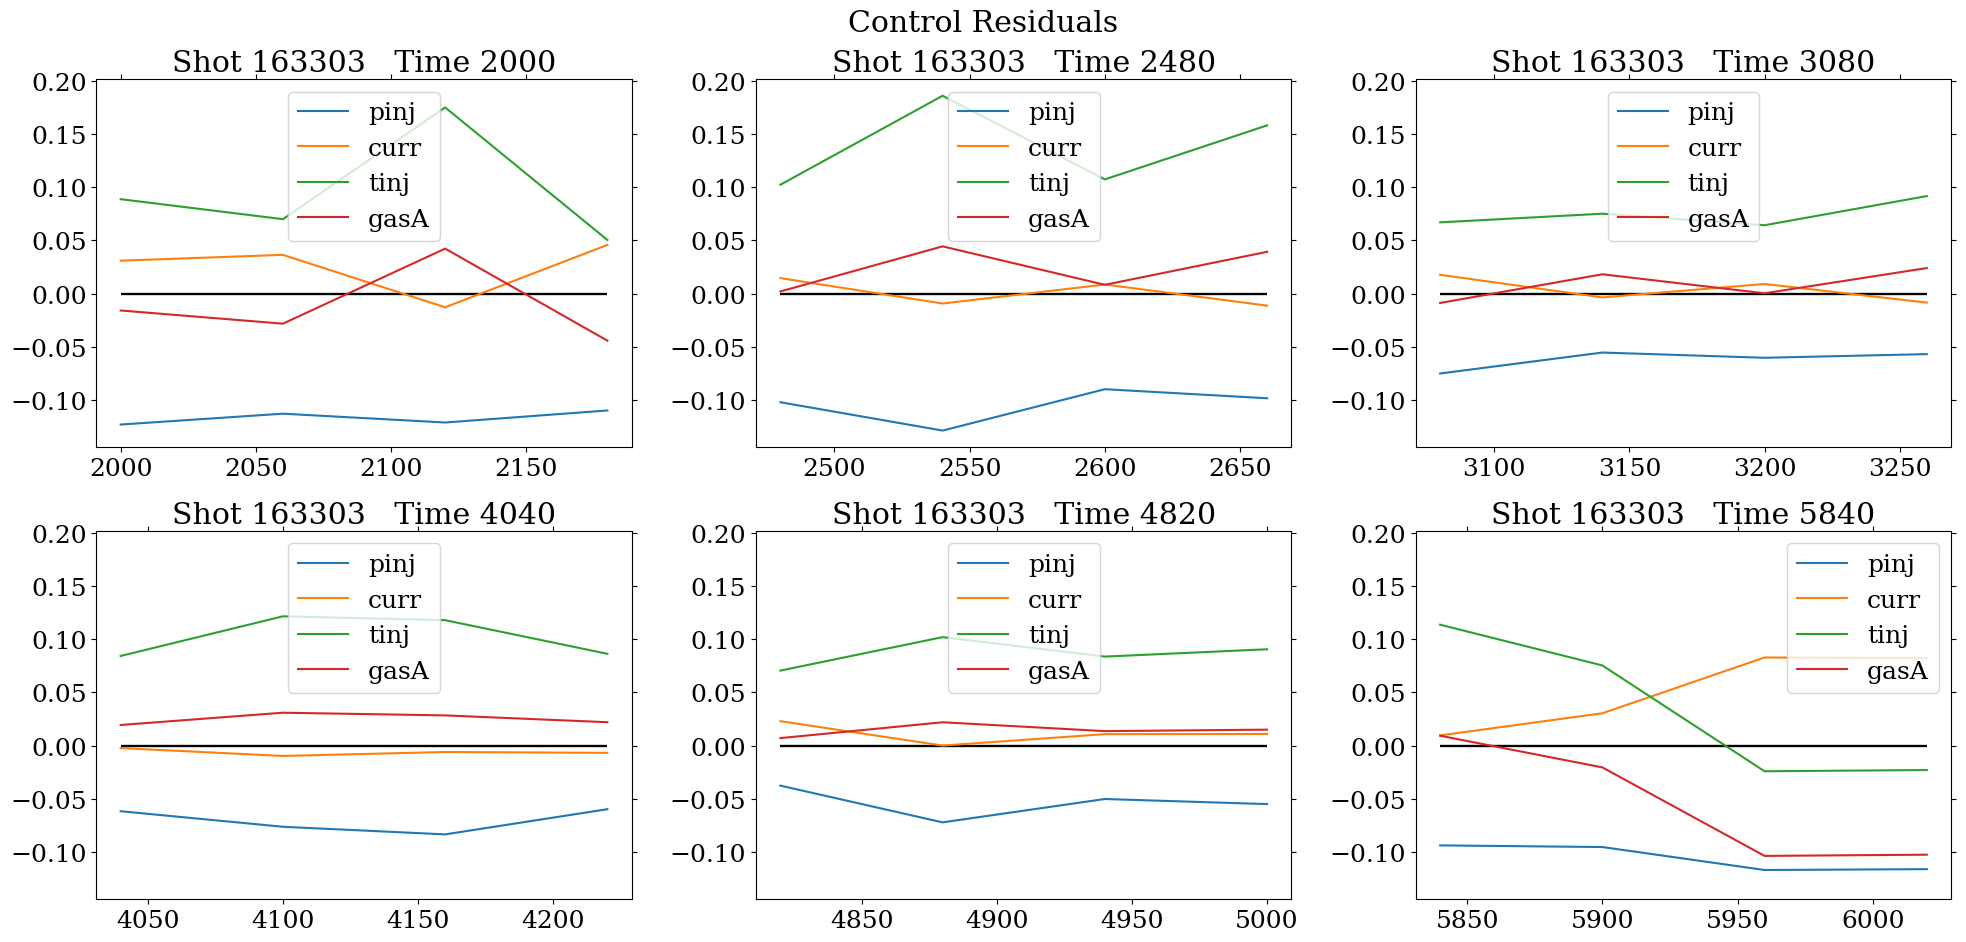 Control Residuals
Shot 163303   Time 2000
0.20
0.15
0.10
0.05
0.00
−0.05
−0.10
pinj
curr
tinj
gasA
2000 2050 2100 2150
Shot 163303   Time 2480
0.20
0.15
0.10
0.05
0.00
−0.05
−0.10
pinj
curr
tinj
gasA
2500 2550 2600 2650
Shot 163303   Time 3080
0.20
0.15
0.10
0.05
0.00
−0.05
−0.10
pinj
curr
tinj
gasA
3100 3150 3200 3250
Shot 163303   Time 4040
0.20
0.15
0.10
0.05
0.00
−0.05
−0.10
pinj
curr
tinj
gasA
4050 4100 4150 4200
Shot 163303   Time 4820
0.20
0.15
0.10
0.05
0.00
−0.05
−0.10
pinj
curr
tinj
gasA
4850 4900 4950 5000
Shot 163303   Time 5840
0.20
0.15
0.10
0.05
0.00
−0.05
−0.10
pinj
curr
tinj
gasA
5850 5900 5950 6000